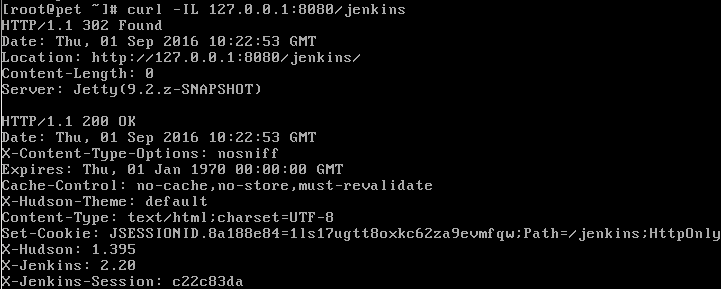 [root@pet ~]# curl -IL 127.0.0.1:8080/jenkins
HTTP/1.1 302 Found
Date: Thu, 01 Sep 2016 10:22:53 GMT
Location: http://127.0.0.1:8080/jenkins/
Content-Length: 0
Server: Jetty(9.2.z-SNAPSHOT)

HTTP/1.1 200 OK
Date: Thu, 01 Sep 2016 10:22:53 GMT
X-Content-Type-Options: nosniff
Expires: Thu, 01 Jan 1970 00:00:00 GMT
Cache-Control: no-cache,no-store,must-revalidate
X-Hudson-Theme: default
Content-Type: text/html;charset=UTF-8
Set-Cookie: JSESSIONID.8a188e84=1ls17ugtt8oxkc62za9evmfqw;Path=/jenkins;HttpOnly
X-Hudson: 1.395
X-Jenkins: 2.20
X-Jenkins-Session: c22c83da